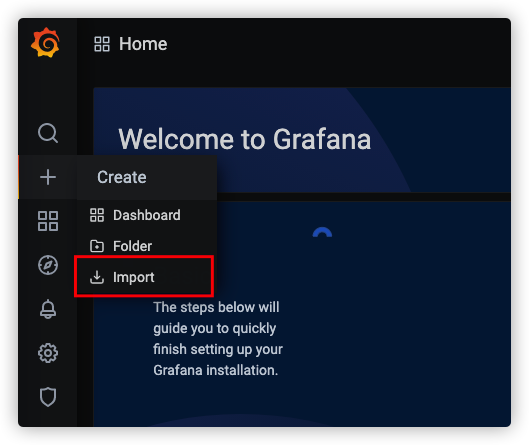 Home
Welcome to Grafana
Create
Dashboard
Folder
Import
The steps below will
guide you to quickly
finish setting up your
Grafana installation.